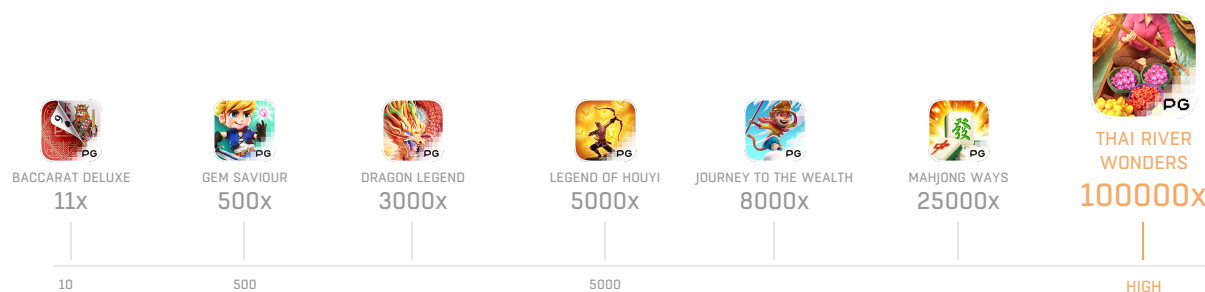 PG
PG
PG
PG
PG
PG
PG
BACCARAT DELUXE
11x
GEM SAVIOUR
500x
DRAGON LEGEND
3000x
LEGEND OF HOUYI
5000x
JOURNEY TO THE WEALTH
8000x
發
MAHJONG WAYS
25000x
THAI RIVER
WONDERS
100000x
10
500
5000
HIGH